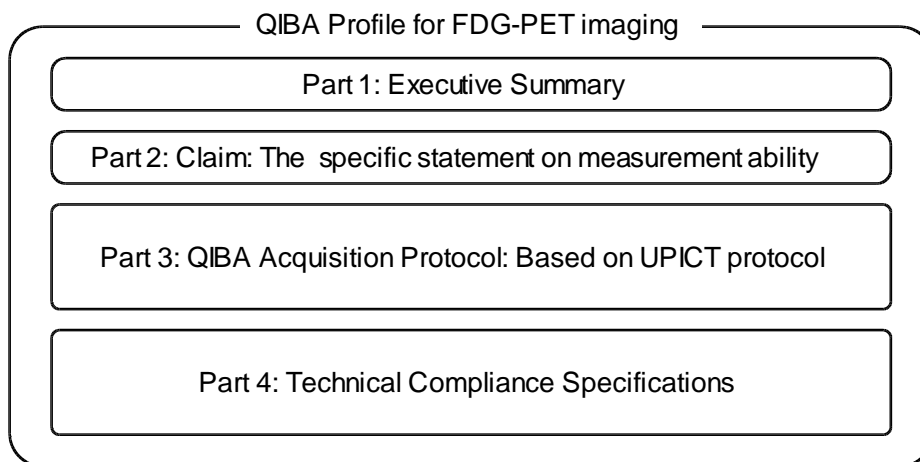 QIBA Profile for FDG-PET imaging
Part 1: Executive Summary
Part 2: Claim: The specific statement on measurement ability
Part 3: QIBA Acquisition Protocol: Based on UPICT protocol
Part 4: Technical Compliance Specifications